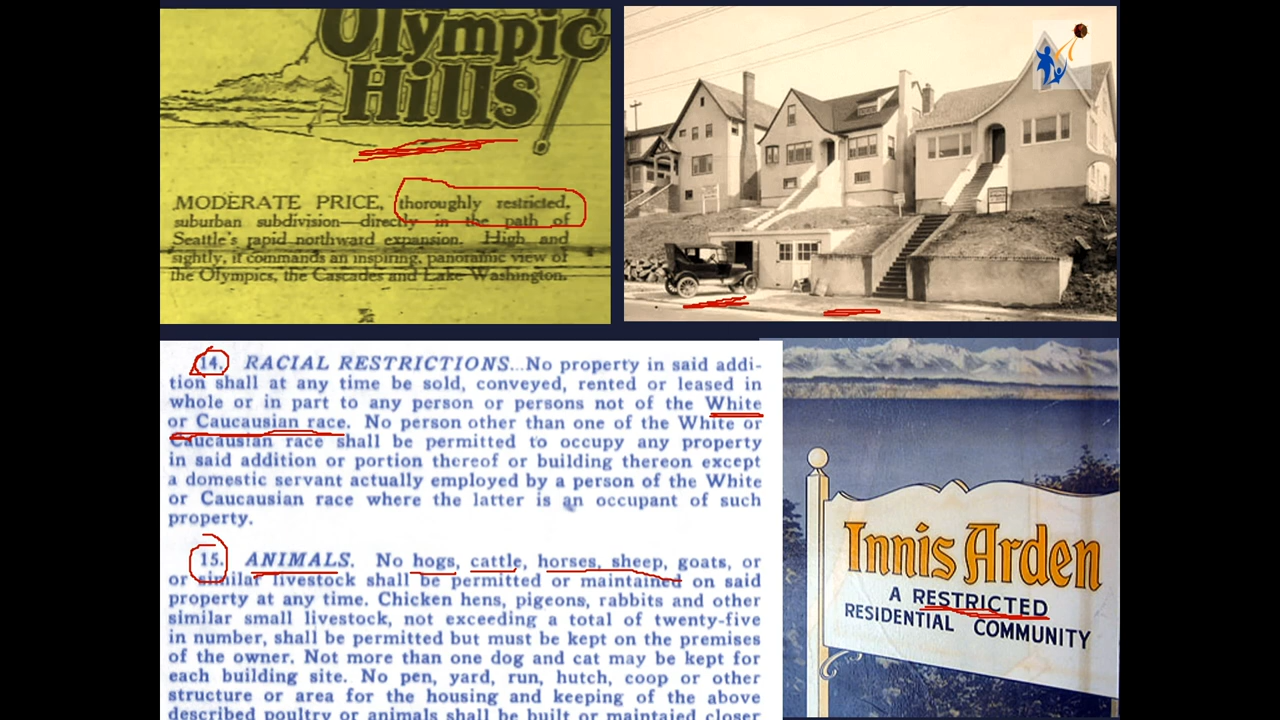 Olympic
Hills!
MODERATE PRICE, thoroughly restricted,
suburban subdivision—directly in the path of
Seattle's rapid northward expansion. High and
sightly, it commands an inspiring, panoramic view of
the Olympics, the Cascades and Lake Washington.
14. RACIAL RESTRICTIONS...No property in said addi-
tion shall at any time be sold, conveyed, rented or leased in
whole or in part to any person or persons not of the White
or Caucausian race. No person other than one of the White or
Caucausian race shall be permitted to occupy any property
in said addition or portion thereof or building thereon except
a domestic servant actually employed by a person of the White
or Caucausian race where the latter is an occupant of such
property.
15. ANIMALS. No hogs, cattle, horses, sheep, goats, or
or similar livestock shall be permitted or maintained on said
property at any time. Chicken hens, pigeons, rabbits and other
similar small livestock, not exceeding a total of twenty-five
in number, shall be permitted but must be kept on the premises
of the owner. Not more than one dog and cat may be kept for
each building site. No pen, yard, run, hutch, coop or other
structure or area for the housing and keeping of the above
described poultry or animals shall be built or maintaied closer
Innis Arden
A RESTRICTED
RESIDENTIAL COMMUNITY